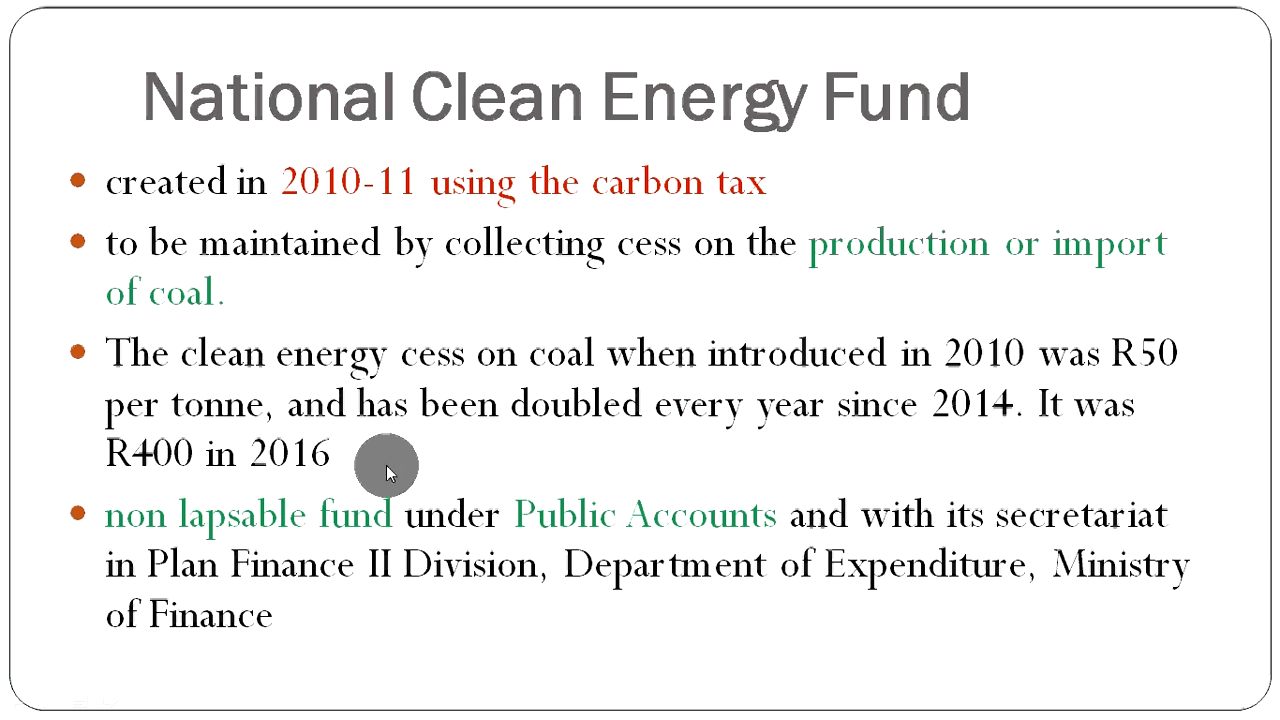 National Clean Energy Fund
created in 2010-11 using the carbon tax
to be maintained by collecting cess on the production or import
of coal.
The clean energy cess on coal when introduced in 2010 was R50
per tonne, and has been doubled every year since 2014. It was
R400 in 2016
non lapsable fund under Public Accounts and with its secretariat
in Plan Finance II Division, Department of Expenditure, Ministry
of Finance